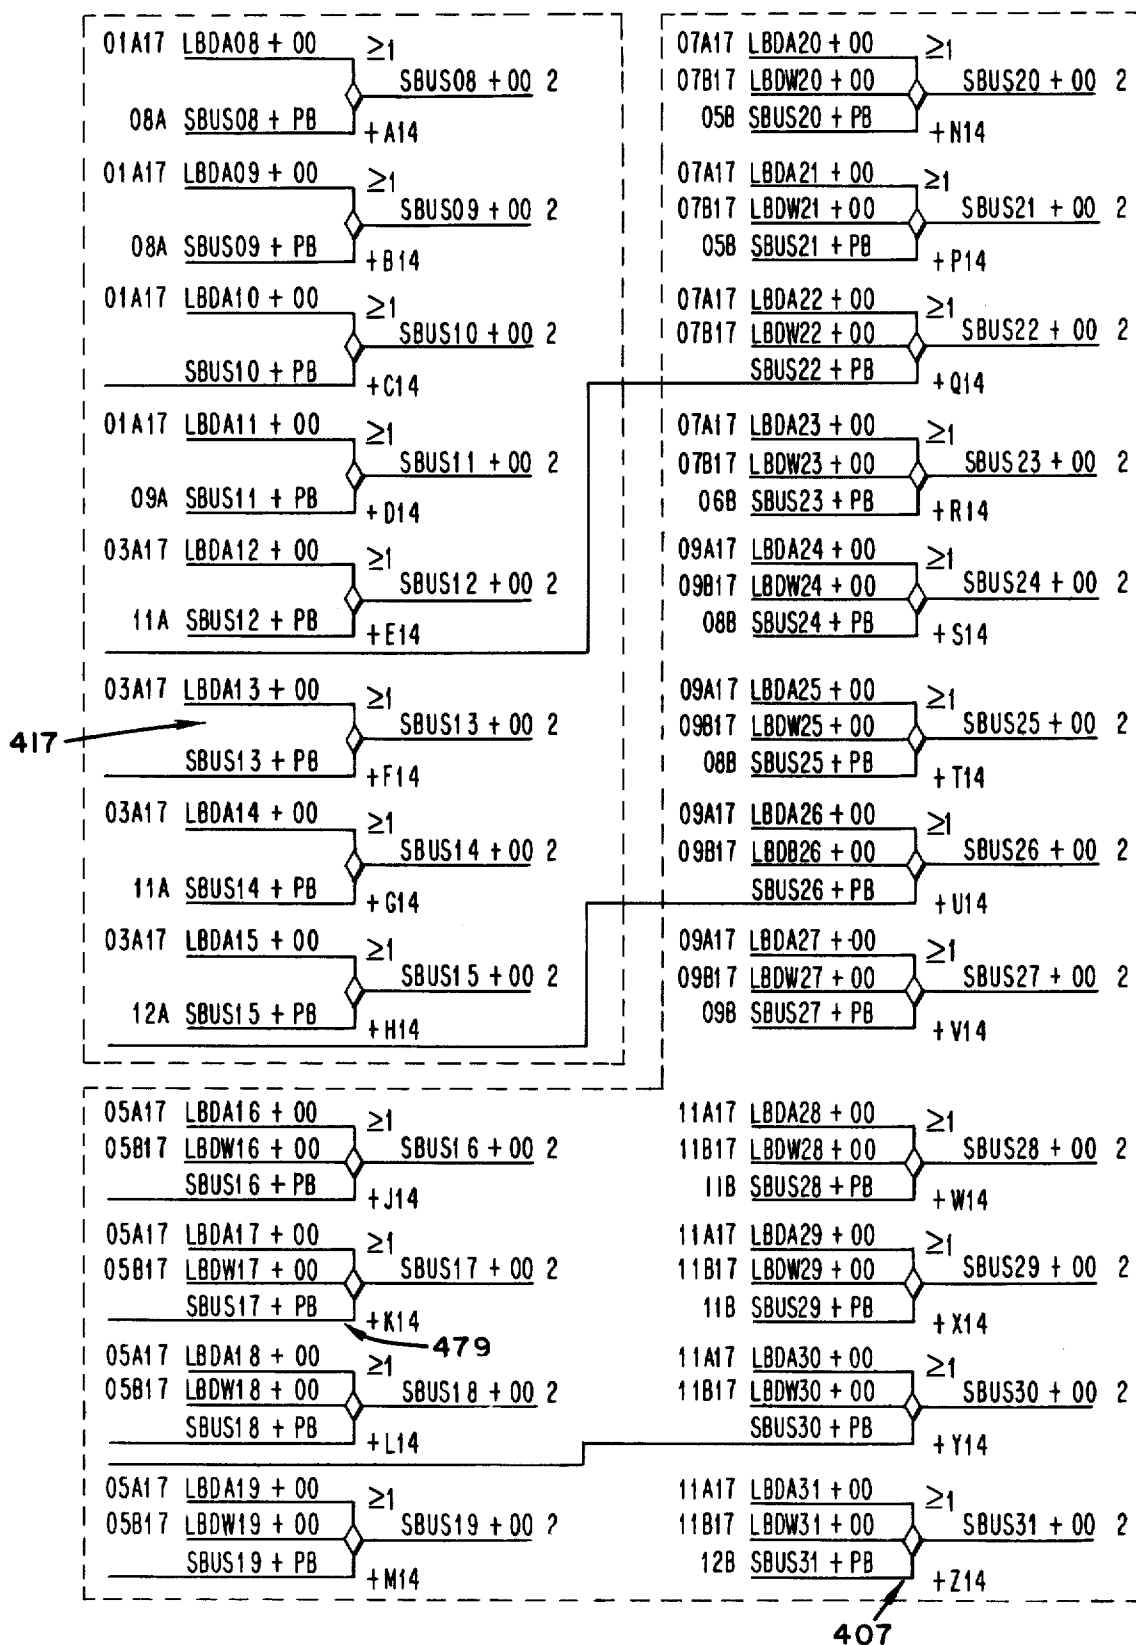 01A17 LBDA08 + 00 ≥1
SBUS08 + 00 2
08A SBUS08 + PB +A14
01A17 LBDA09 + 00 ≥1
SBUS09 + 00 2
08A SBUS09 + PB +B14
01A17 LBDA10 + 00 ≥1
SBUS10 + 00 2
SBUS10 + PB +C14
01A17 LBDA11 + 00 ≥1
SBUS11 + 00 2
09A SBUS11 + PB +D14
03A17 LBDA12 + 00 ≥1
SBUS12 + 00 2
11A SBUS12 + PB +E14
03A17 LBDA13 + 00 ≥1
417
SBUS13 + 00 2
SBUS13 + PB +F14
03A17 LBDA14 + 00 ≥1
SBUS14 + 00 2
11A SBUS14 + PB +G14
03A17 LBDA15 + 00 ≥1
SBUS15 + 00 2
12A SBUS15 + PB +H14
05A17 LBDA16 + 00 ≥1
05B17 LBDW16 + 00 SBUS16 + 00 2
SBUS16 + PB +J14
05A17 LBDA17 + 00 ≥1
05B17 LBDW17 + 00 SBUS17 + 00 2
SBUS17 + PB +K14
479
05A17 LBDA18 + 00 ≥1
05B17 LBDW18 + 00 SBUS18 + 00 2
SBUS18 + PB +L14
05A17 LBDA19 + 00 ≥1
05B17 LBDW19 + 00 SBUS19 + 00 2
SBUS19 + PB +M14
07A17 LBDA20 + 00 ≥1
07B17 LBDW20 + 00 SBUS20 + 00 2
05B SBUS20 + PB +N14
07A17 LBDA21 + 00 ≥1
07B17 LBDW21 + 00 SBUS21 + 00 2
05B SBUS21 + PB +P14
07A17 LBDA22 + 00 ≥1
07B17 LBDW22 + 00 SBUS22 + 00 2
SBUS22 + PB +Q14
07A17 LBDA23 + 00 ≥1
07B17 LBDW23 + 00 SBUS23 + 00 2
06B SBUS23 + PB +R14
09A17 LBDA24 + 00 ≥1
09B17 LBDW24 + 00 SBUS24 + 00 2
08B SBUS24 + PB +S14
09A17 LBDA25 + 00 ≥1
09B17 LBDW25 + 00 SBUS25 + 00 2
08B SBUS25 + PB +T14
09A17 LBDA26 + 00 ≥1
09B17 LBDB26 + 00 SBUS26 + 00 2
SBUS26 + PB +U14
09A17 LBDA27 + 00 ≥1
09B17 LBDW27 + 00 SBUS27 + 00 2
09B SBUS27 + PB +V14
11A17 LBDA28 + 00 ≥1
11B17 LBDW28 + 00 SBUS28 + 00 2
11B SBUS28 + PB +W14
11A17 LBDA29 + 00 ≥1
11B17 LBDW29 + 00 SBUS29 + 00 2
11B SBUS29 + PB +X14
11A17 LBDA30 + 00 ≥1
11B17 LBDW30 + 00 SBUS30 + 00 2
SBUS30 + PB +Y14
11A17 LBDA31 + 00 ≥1
11B17 LBDW31 + 00 SBUS31 + 00 2
12B SBUS31 + PB +Z14
407